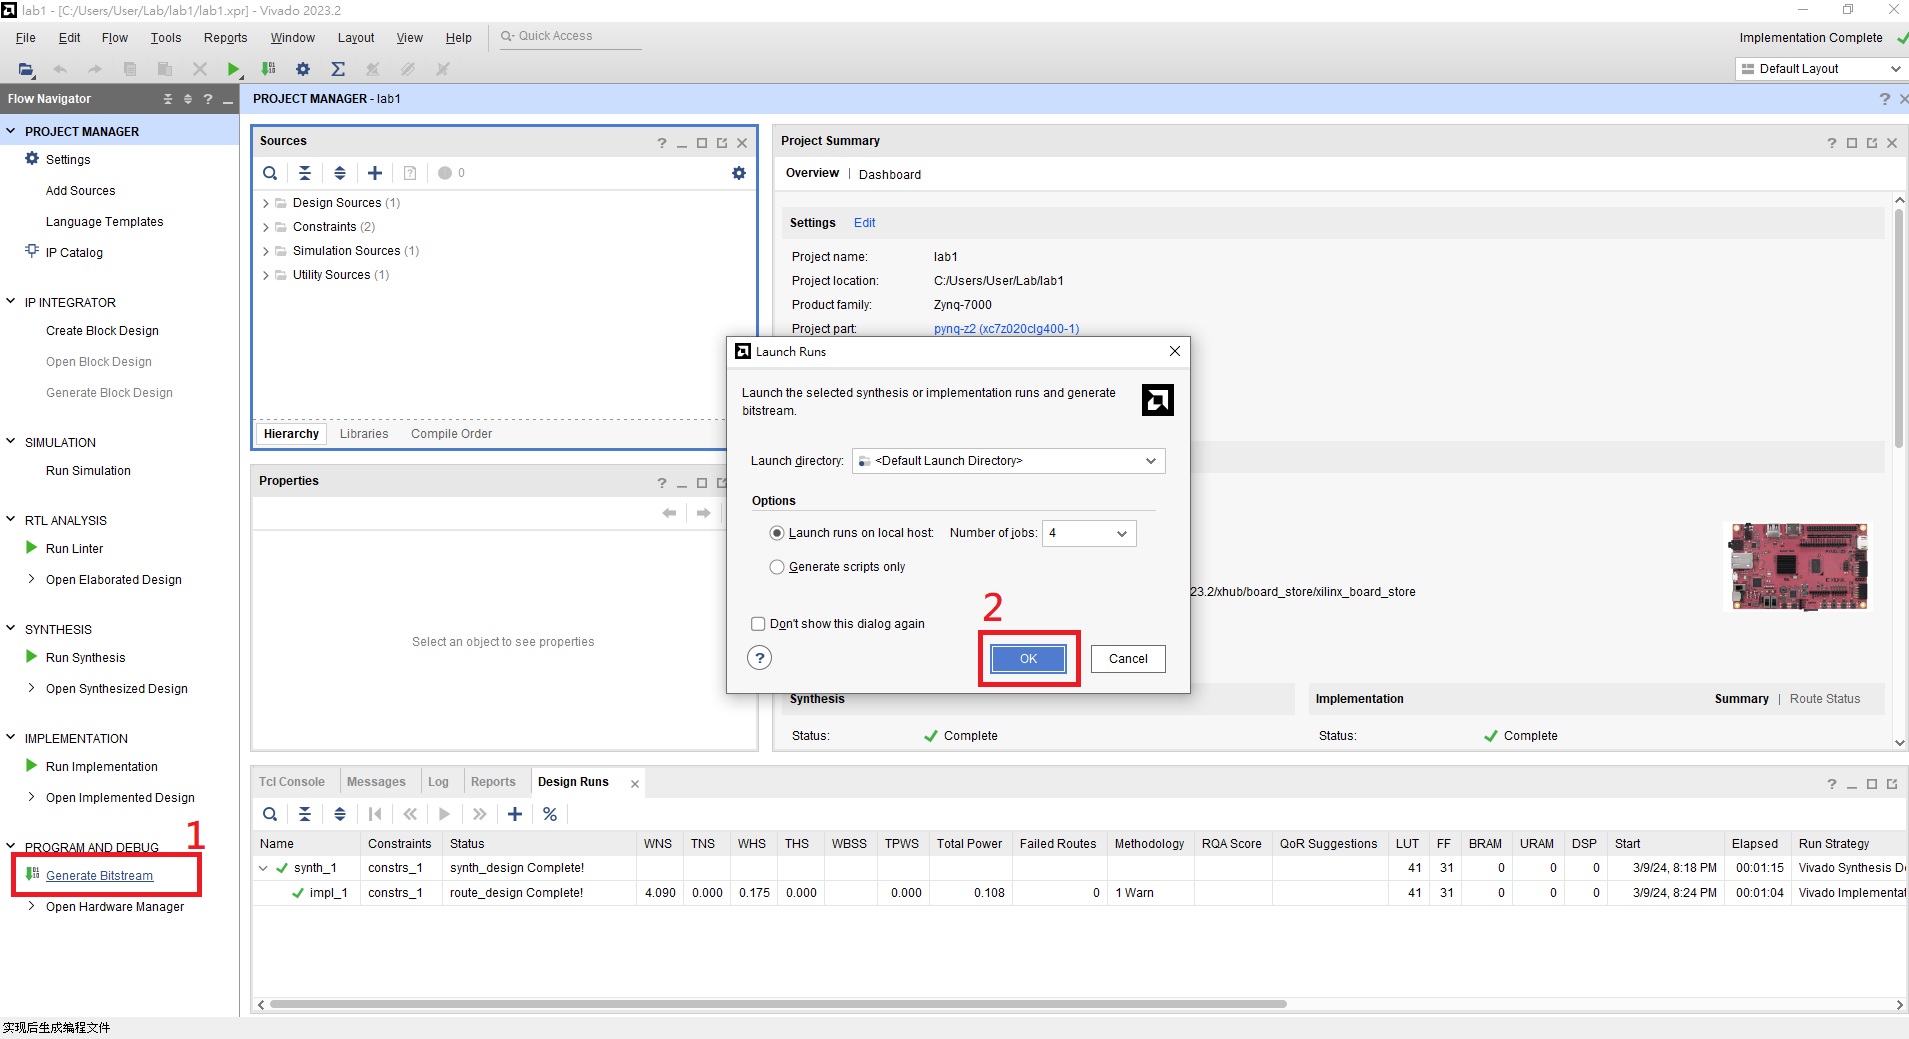 lab1 - [C:/Users/User/Lab/lab1/lab1.xpr] - Vivado 2023.2
File Edit Flow Tools Reports Window Layout View Help Quick Access
Implementation Complete
Default Layout
Flow Navigator
PROJECT MANAGER
Settings
Add Sources
Language Templates
IP Catalog
IP INTEGRATOR
Create Block Design
Open Block Design
Generate Block Design
SIMULATION
Run Simulation
RTL ANALYSIS
Run Linter
Open Elaborated Design
SYNTHESIS
Run Synthesis
Open Synthesized Design
IMPLEMENTATION
Run Implementation
Open Implemented Design
1
PROGRAM AND DEBUG
Generate Bitstream
Open Hardware Manager
PROJECT MANAGER - lab1
Sources
0
Design Sources (1)
Constraints (2)
Simulation Sources (1)
Utility Sources (1)
Hierarchy Libraries Compile Order
Properties
Select an object to see properties
Project Summary
Overview | Dashboard
Settings Edit
Project name: lab1
Project location: C:/Users/User/Lab/lab1
Product family: Zynq-7000
Project part: pynq-z2 (xc7z020clg400-1)
23.2/xhub/board_store/xilinx_board_store
Synthesis
Status: Complete
Implementation Summary | Route Status
Status: Complete
Launch Runs
Launch the selected synthesis or implementation runs and generate
bitstream.
Launch directory: <Default Launch Directory>
Options
Launch runs on local host: Number of jobs: 4
Generate scripts only
2
Don't show this dialog again
? OK Cancel
Tcl Console Messages Log Reports Design Runs
Name Constraints Status WNS TNS WHS THS WBSS TPWS Total Power Failed Routes Methodology RQA Score QoR Suggestions LUT FF BRAM URAM DSP Start Elapsed Run Strategy
synth_1 constrs_1 synth_design Complete! 41 31 0 0 0 3/9/24, 8:18 PM 00:01:15 Vivado Synthesis De
impl_1 constrs_1 route_design Complete! 4.090 0.000 0.175 0.000 0.000 0.108 0 1 Warn 41 31 0 0 0 3/9/24, 8:24 PM 00:01:04 Vivado Implementat
实现后生成编程文件